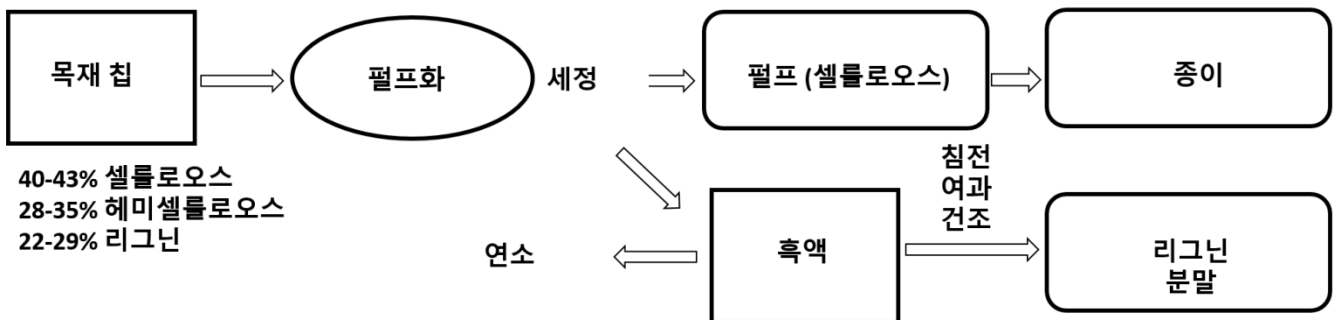 목재 칩
펄프화
세정
펄프 (셀룰로오스)
종이
40-43% 셀룰로오스
28-35% 헤미셀룰로오스
22-29% 리그닌
침전
여과
건조
연소
흑액
리그닌
분말